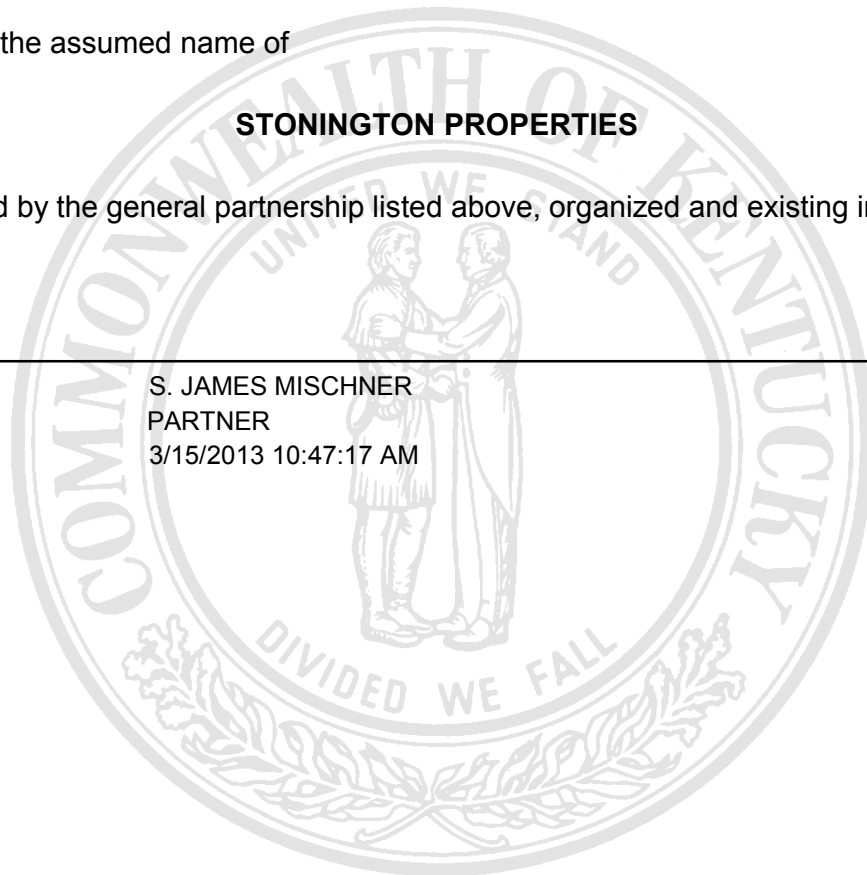 the assumed name of
STONINGTON PROPERTIES
d by the general partnership listed above, organized and existing i
S. JAMES MISCHNER
PARTNER
3/15/2013 10:47:17 AM
COMMONWEALTH OF KENTUCKY
UNITED WE STAND
DIVIDED WE FALL